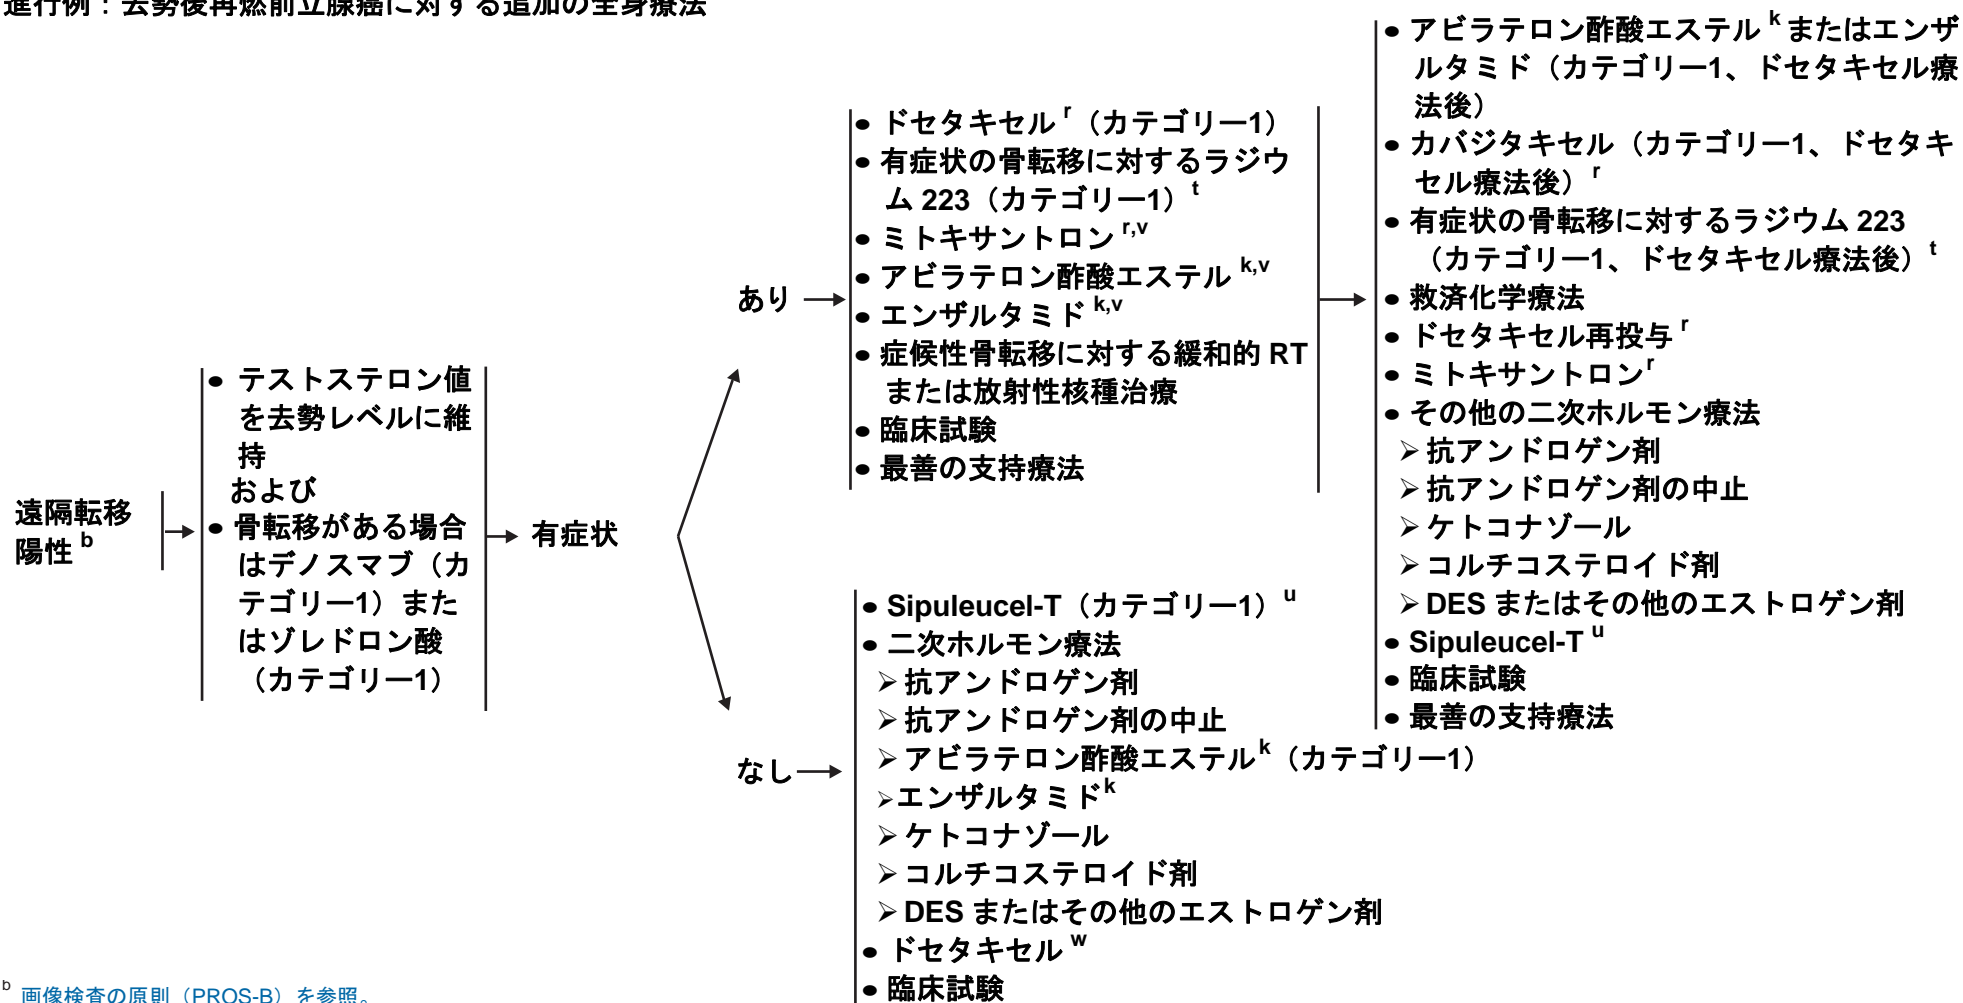 進行例：去勢後再燃前立腺癌に対する追加の全身療法
遠隔転移
陽性 b
● テストステロン値
を去勢レベルに維
持
および
● 骨転移がある場合
はデノスマブ（カ
テゴリー1）また
はゾレドロン酸
（カテゴリー1）
有症状
あり
● ドセタキセル r（カテゴリー1）
● 有症状の骨転移に対するラジウ
ム 223（カテゴリー1）t
● ミトキサントロン r,v
● アビラテロン酢酸エステル k,v
● エンザルタミド k,v
● 症候性骨転移に対する緩和的 RT
または放射性核種治療
● 臨床試験
● 最善の支持療法
● アビラテロン酢酸エステル k またはエンザ
ルタミド（カテゴリー1、ドセタキセル療
法後）
● カバジタキセル（カテゴリー1、ドセタキ
セル療法後）r
● 有症状の骨転移に対するラジウム 223
（カテゴリー1、ドセタキセル療法後）t
● 救済化学療法
● ドセタキセル再投与 r
● ミトキサントロン r
● その他の二次ホルモン療法
➢ 抗アンドロゲン剤
➢ 抗アンドロゲン剤の中止
➢ ケトコナゾール
➢ コルチコステロイド剤
➢ DES またはその他のエストロゲン剤
● Sipuleucel-T u
● 臨床試験
● 最善の支持療法
なし
● Sipuleucel-T（カテゴリー1）u
● 二次ホルモン療法
➢ 抗アンドロゲン剤
➢ 抗アンドロゲン剤の中止
➢ アビラテロン酢酸エステル k（カテゴリー1）
➢ エンザルタミド k
➢ ケトコナゾール
➢ コルチコステロイド剤
➢ DES またはその他のエストロゲン剤
● ドセタキセル w
● 臨床試験
b 画像検査の原則（PROS-B）を参照。